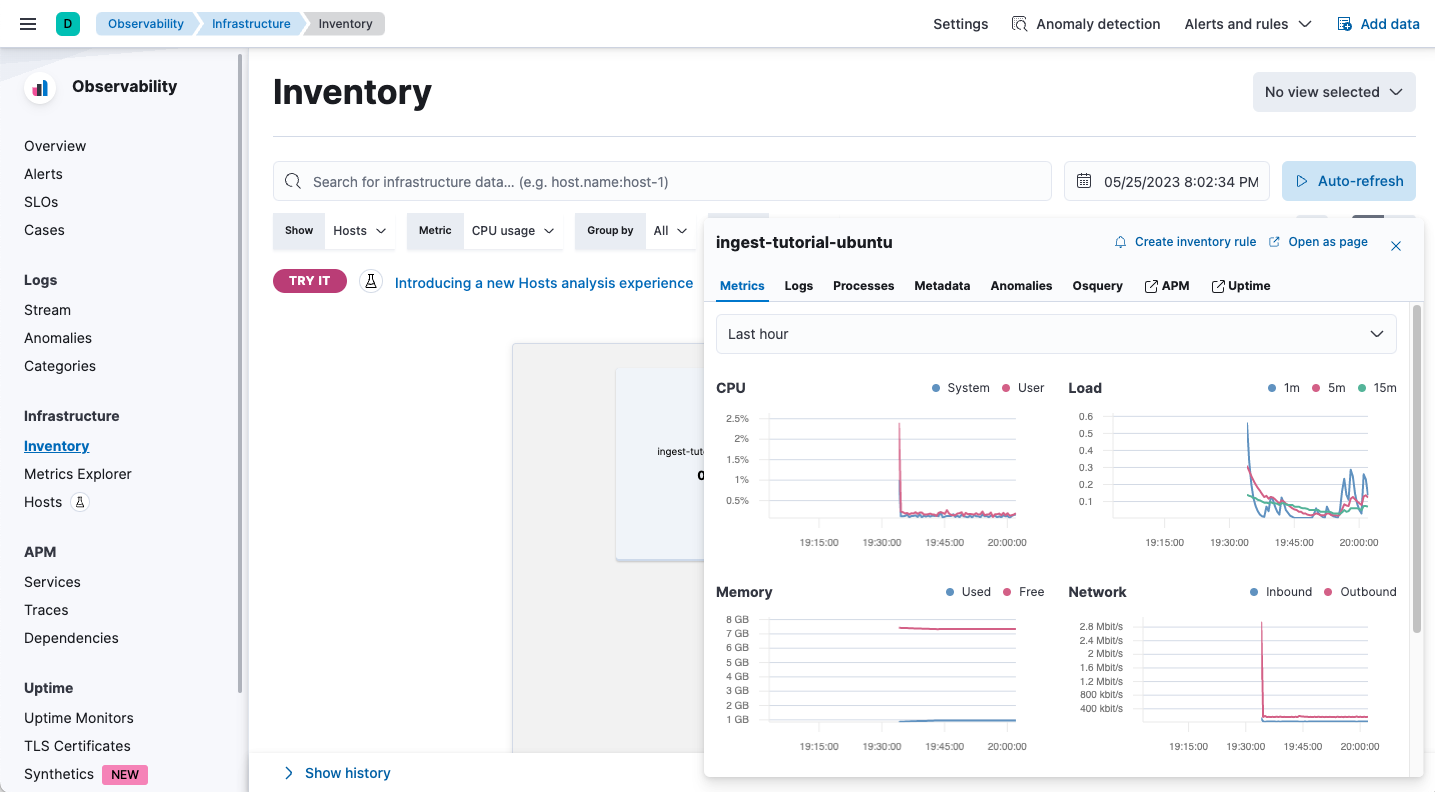 D
Observability
Infrastructure
Inventory
Settings
Anomaly detection
Alerts and rules
Add data
Observability
Overview
Alerts
SLOs
Cases
Logs
Stream
Anomalies
Categories
Infrastructure
Inventory
Metrics Explorer
Hosts
APM
Services
Traces
Dependencies
Uptime
Uptime Monitors
TLS Certificates
Synthetics NEW
Inventory
No view selected
Search for infrastructure data... (e.g. host.name:host-1)
05/25/2023 8:02:34 PM
Auto-refresh
Show Hosts
Metric CPU usage
Group by All
TRY IT
Introducing a new Hosts analysis experience
ingest-tuto
0
Show history
ingest-tutorial-ubuntu
Create inventory rule
Open as page
Metrics Logs Processes Metadata Anomalies Osquery APM Uptime
Last hour
CPU
System User
2.5%
2%
1.5%
1%
0.5%
19:15:00 19:30:00 19:45:00 20:00:00
Load
1m 5m 15m
0.6
0.5
0.4
0.3
0.2
0.1
19:15:00 19:30:00 19:45:00 20:00:00
Memory
Used Free
8 GB
7 GB
6 GB
5 GB
4 GB
3 GB
2 GB
1 GB
19:15:00 19:30:00 19:45:00 20:00:00
Network
Inbound Outbound
2.8 Mbit/s
2.4 Mbit/s
2 Mbit/s
1.6 Mbit/s
1.2 Mbit/s
800 kbit/s
400 kbit/s
19:15:00 19:30:00 19:45:00 20:00:00